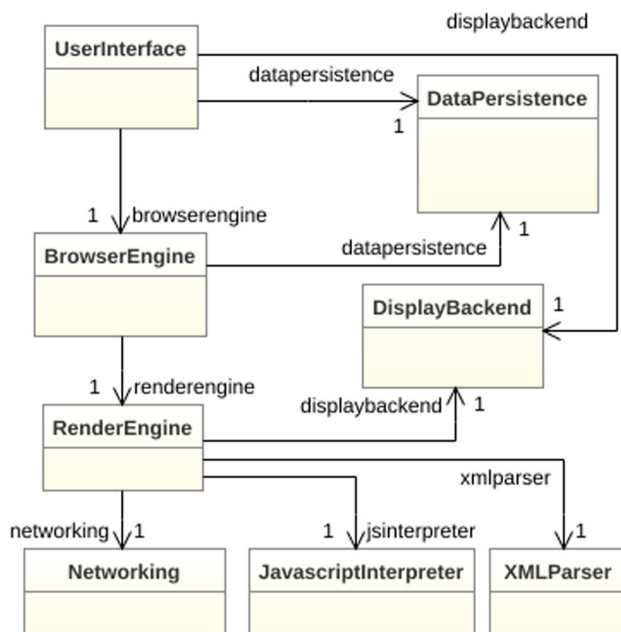 displaybackend
UserInterface
datapersistence
DataPersistence
1
1 browserengine
1
BrowserEngine
datapersistence
DisplayBackend
1
1 renderengine
displaybackend 1
RenderEngine
xmlparser
networking 1
1 jsinterpreter
1
Networking
JavascriptInterpreter
XMLParser